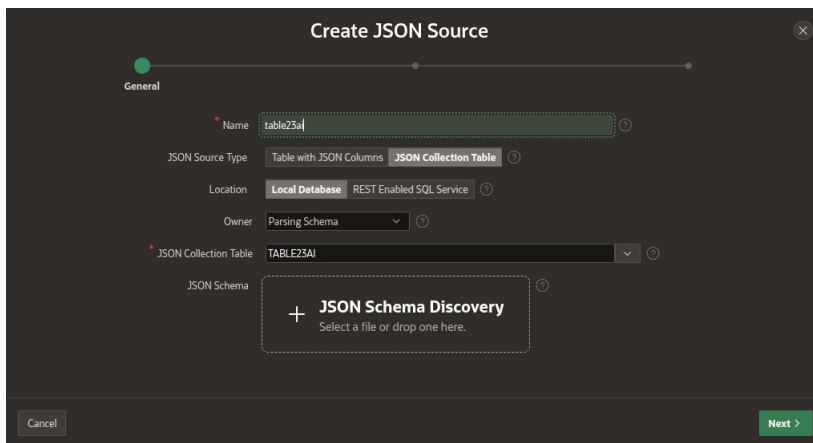 Create JSON Source
General
* Name table23ai
JSON Source Type Table with JSON Columns JSON Collection Table
Location Local Database REST Enabled SQL Service
Owner Parsing Schema
* JSON Collection Table TABLE23AI
JSON Schema
+ JSON Schema Discovery
Select a file or drop one here.
Cancel Next >